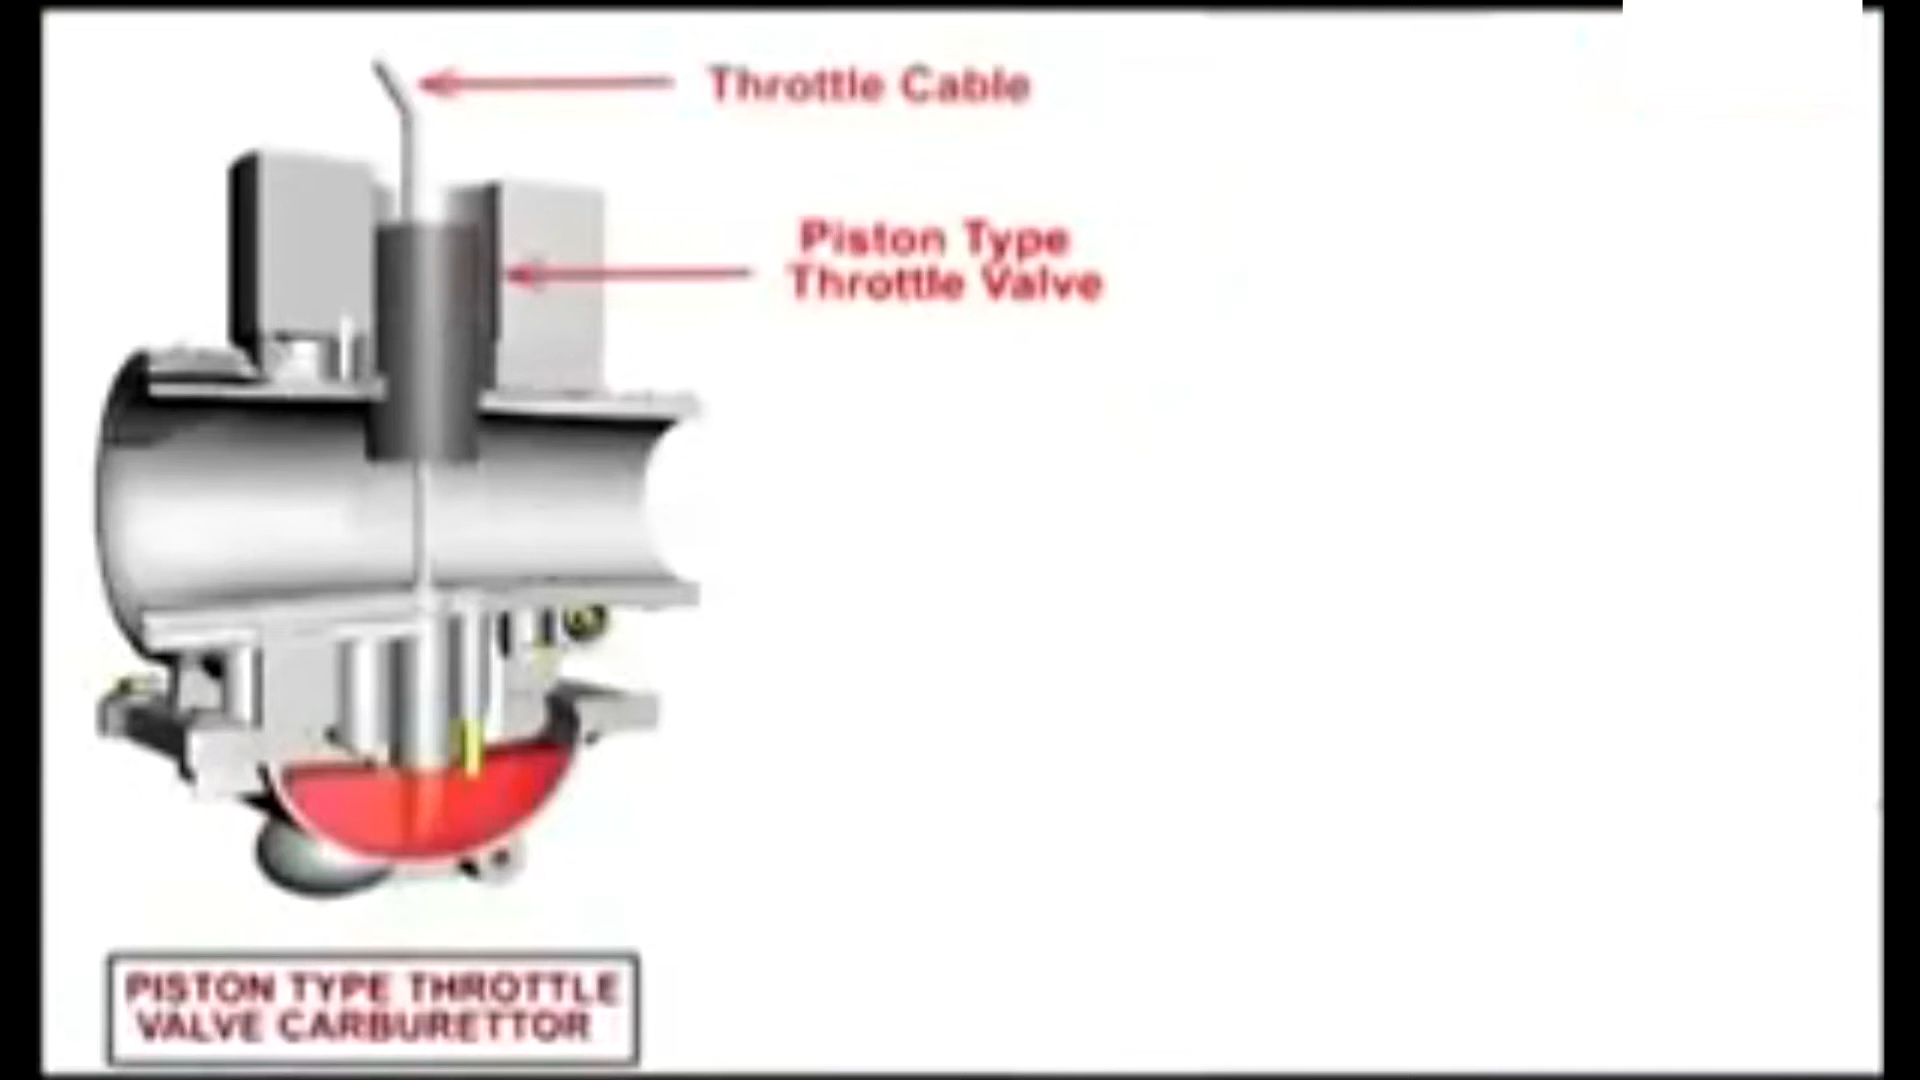 Throttle Cable
Piston Type
Throttle Valve
PISTON TYPE THROTTLE
VALVE CARBURETTOR